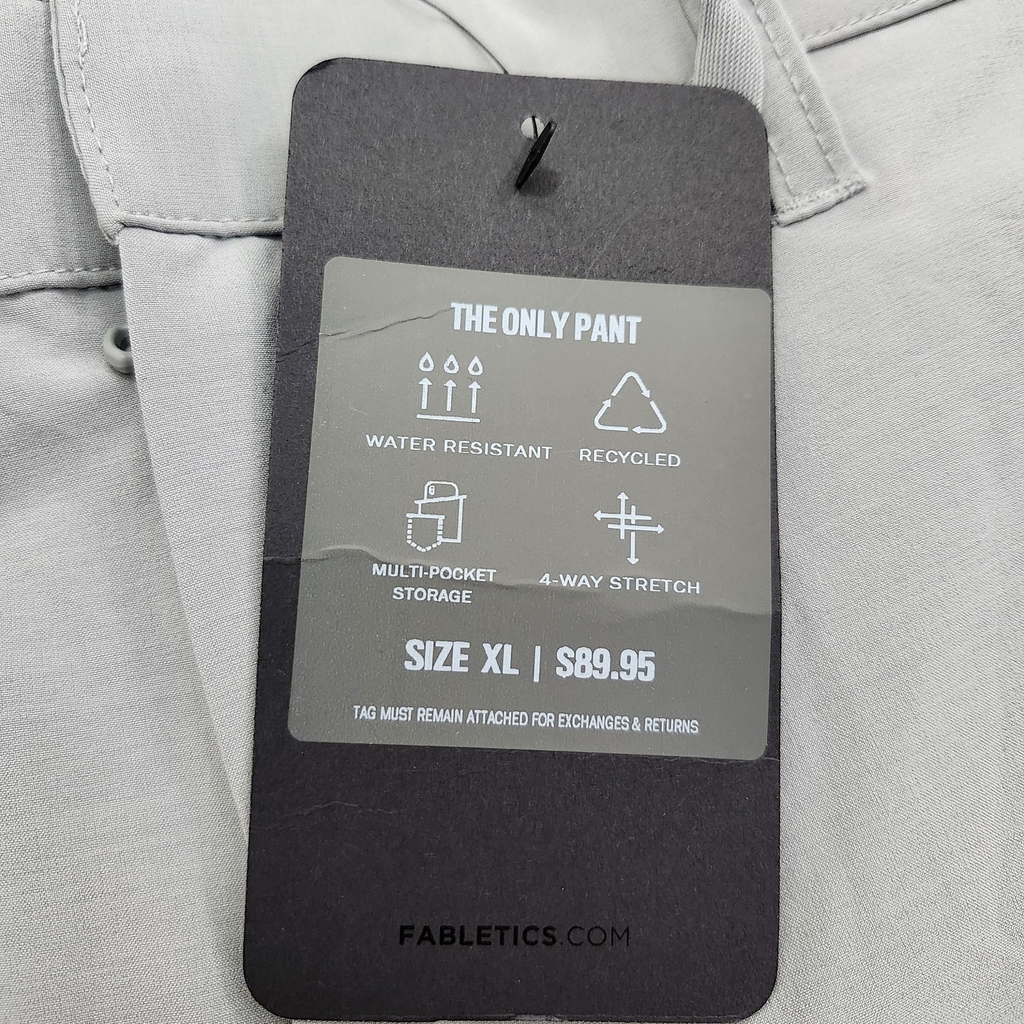 THE ONLY PANT
WATER RESISTANT
RECYCLED
MULTI-POCKET
STORAGE
4-WAY STRETCH
SIZE XL | $89.95
TAG MUST REMAIN ATTACHED FOR EXCHANGES & RETURNS
FABLETICS.COM